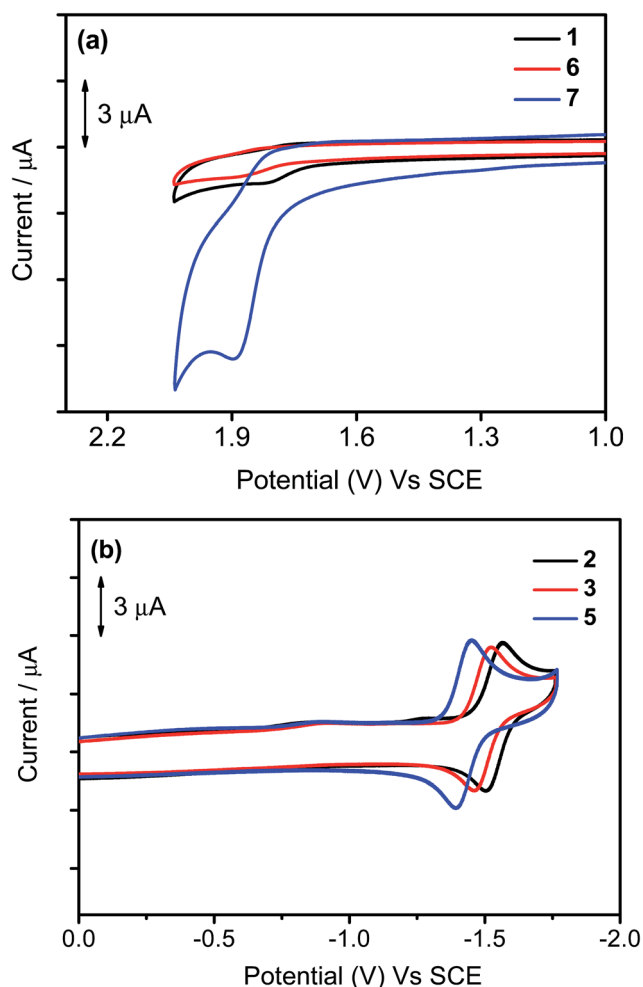 (a)
1
6
7
3 μA
Current / μA
2.2 1.9 1.6 1.3 1.0
Potential (V) Vs SCE
(b)
2
3
5
3 μA
Current / μA
0.0 -0.5 -1.0 -1.5 -2.0
Potential (V) Vs SCE